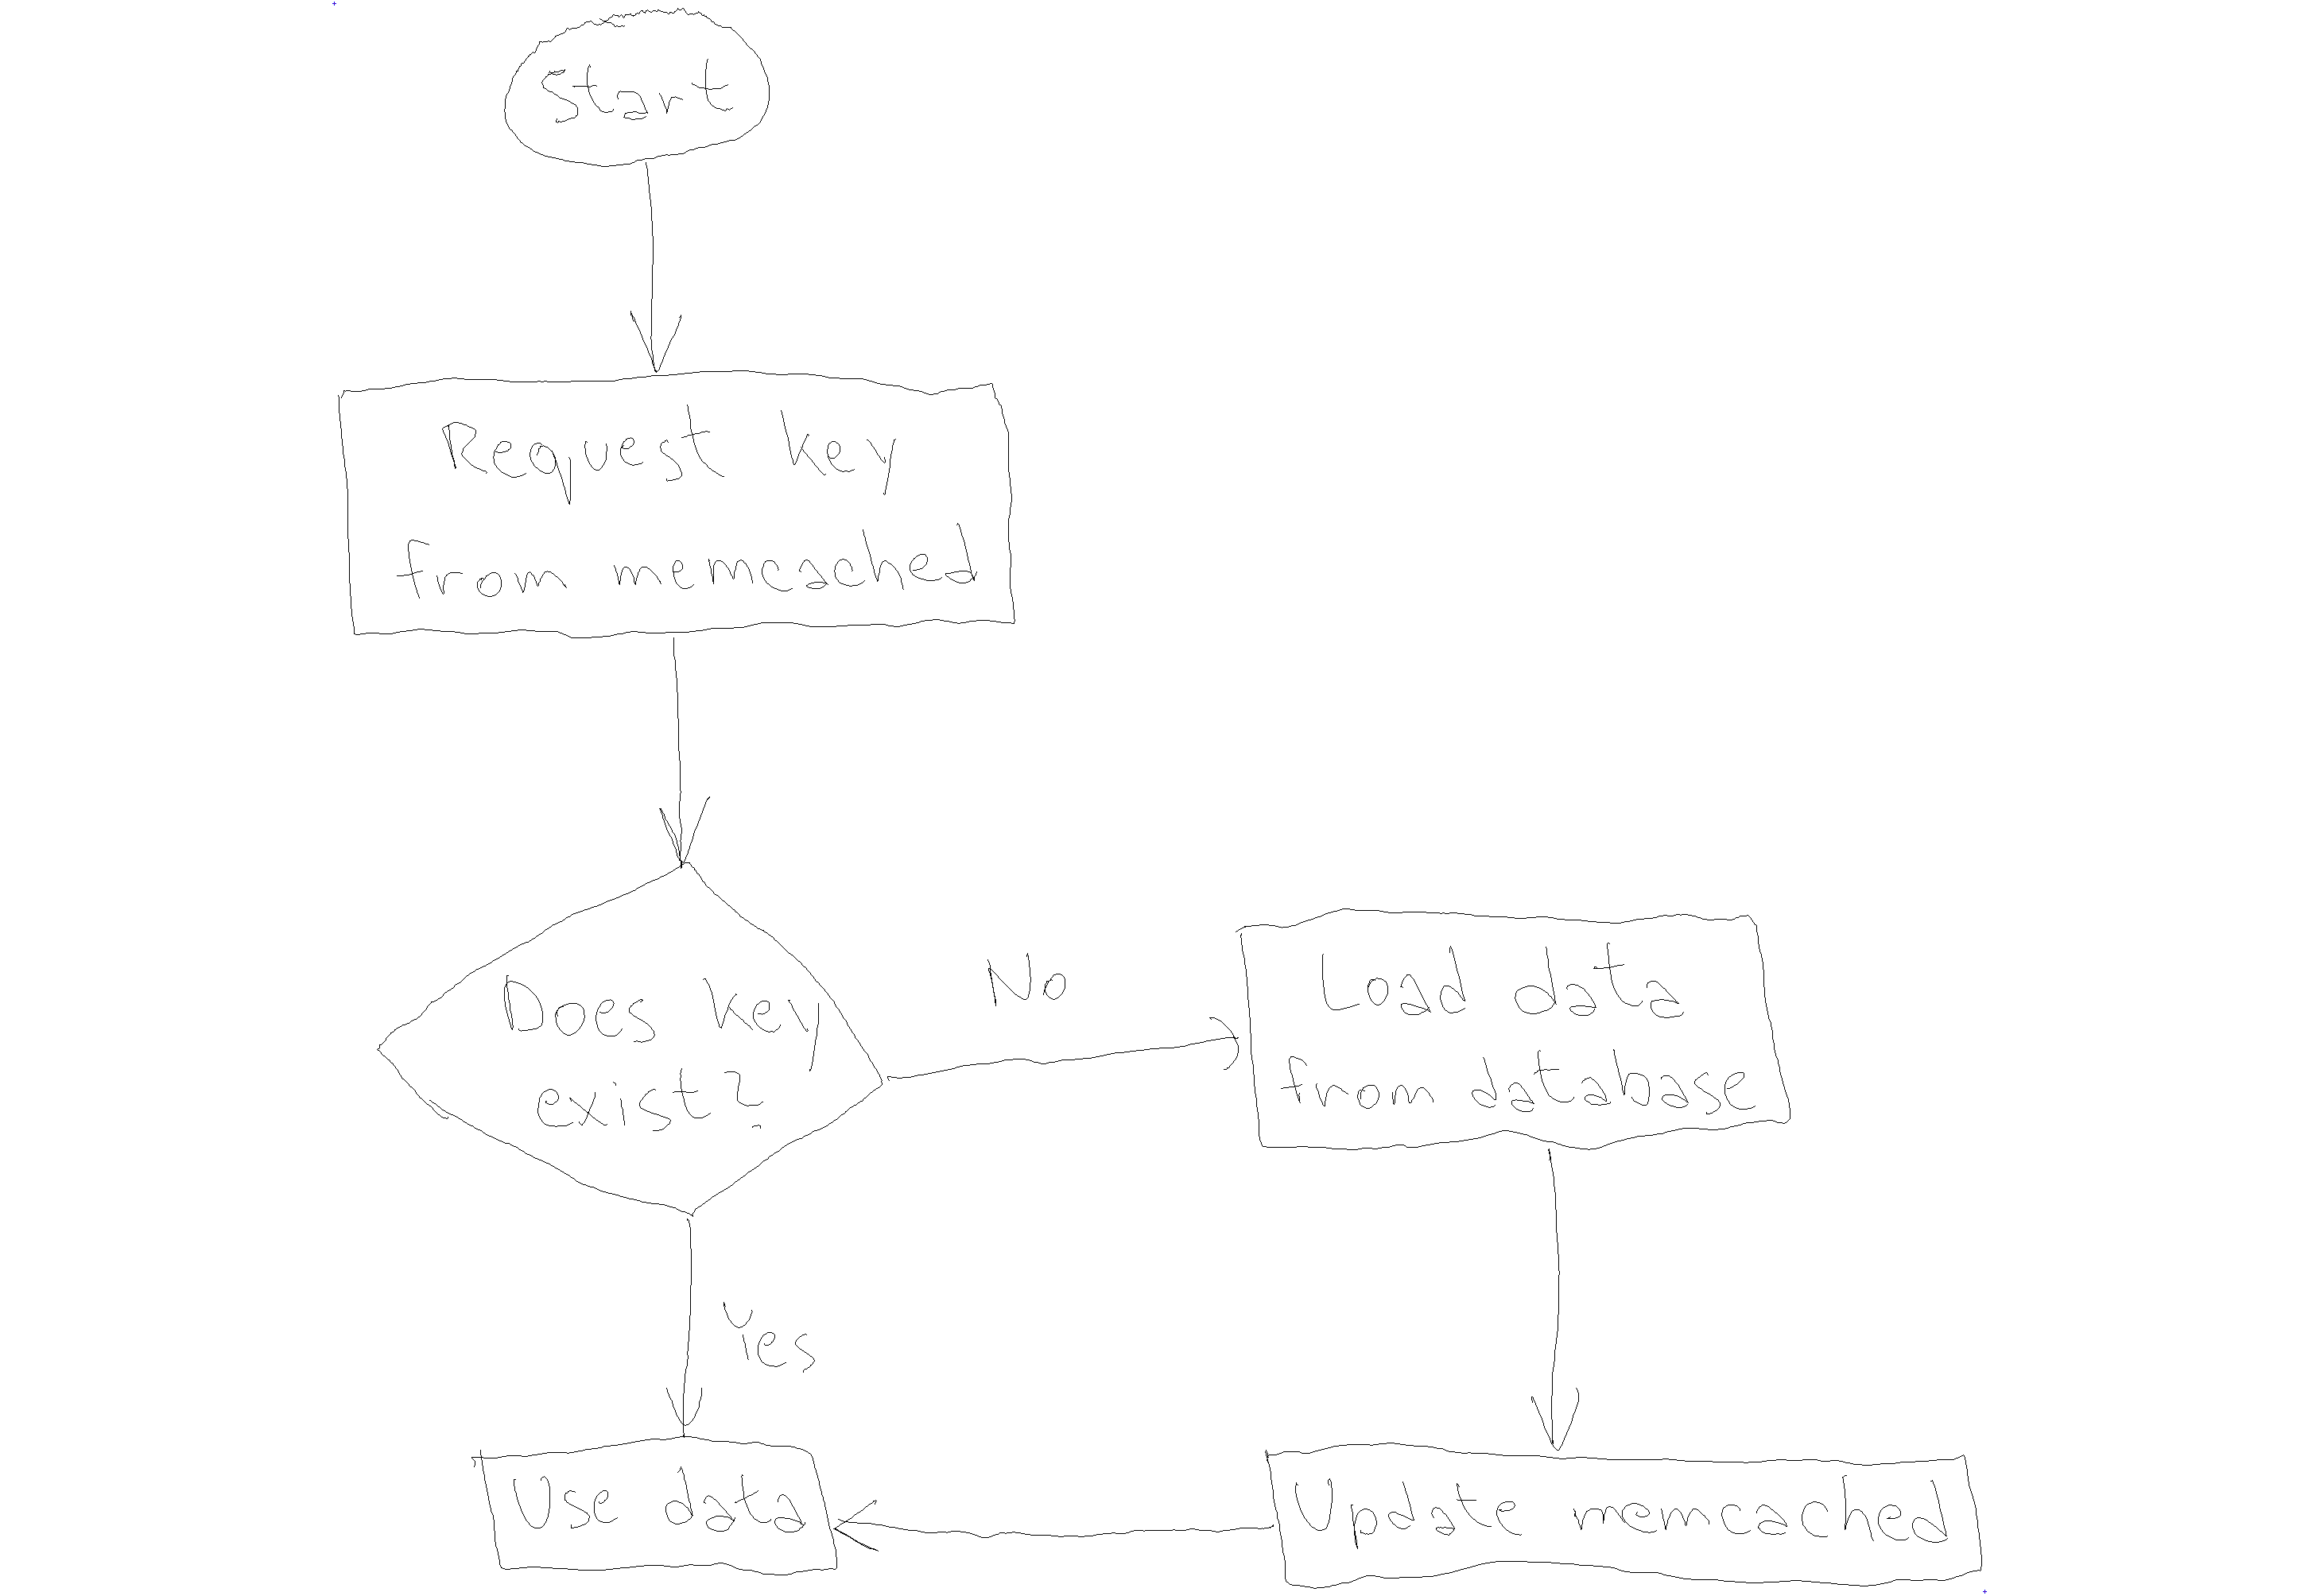 Start
Request key
from memcached
Does key
exist?
No
Load data
from database
Yes
Use data
Update memcached